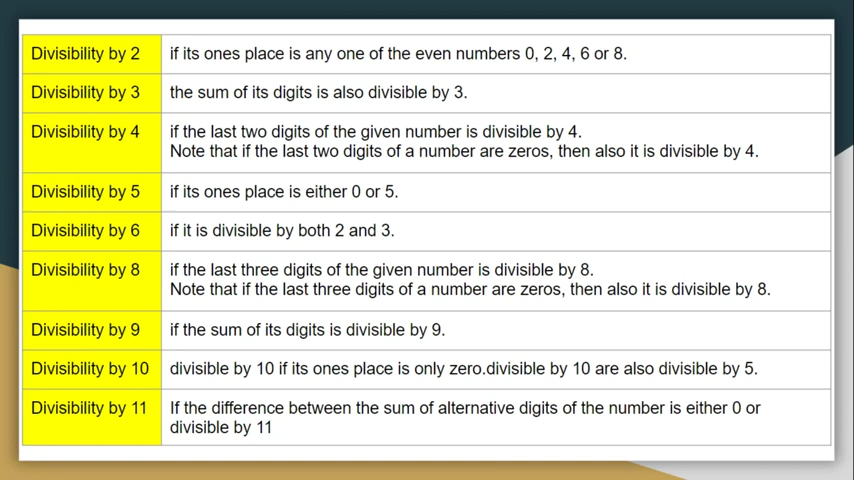 Divisibility by 2 if its ones place is any one of the even numbers 0, 2, 4, 6 or 8.
Divisibility by 3 the sum of its digits is also divisible by 3.
Divisibility by 4 if the last two digits of the given number is divisible by 4.
Note that if the last two digits of a number are zeros, then also it is divisible by 4.
Divisibility by 5 if its ones place is either 0 or 5.
Divisibility by 6 if it is divisible by both 2 and 3.
Divisibility by 8 if the last three digits of the given number is divisible by 8.
Note that if the last three digits of a number are zeros, then also it is divisible by 8.
Divisibility by 9 if the sum of its digits is divisible by 9.
Divisibility by 10 divisible by 10 if its ones place is only zero.divisible by 10 are also divisible by 5.
Divisibility by 11 If the difference between the sum of alternative digits of the number is either 0 or
divisible by 11